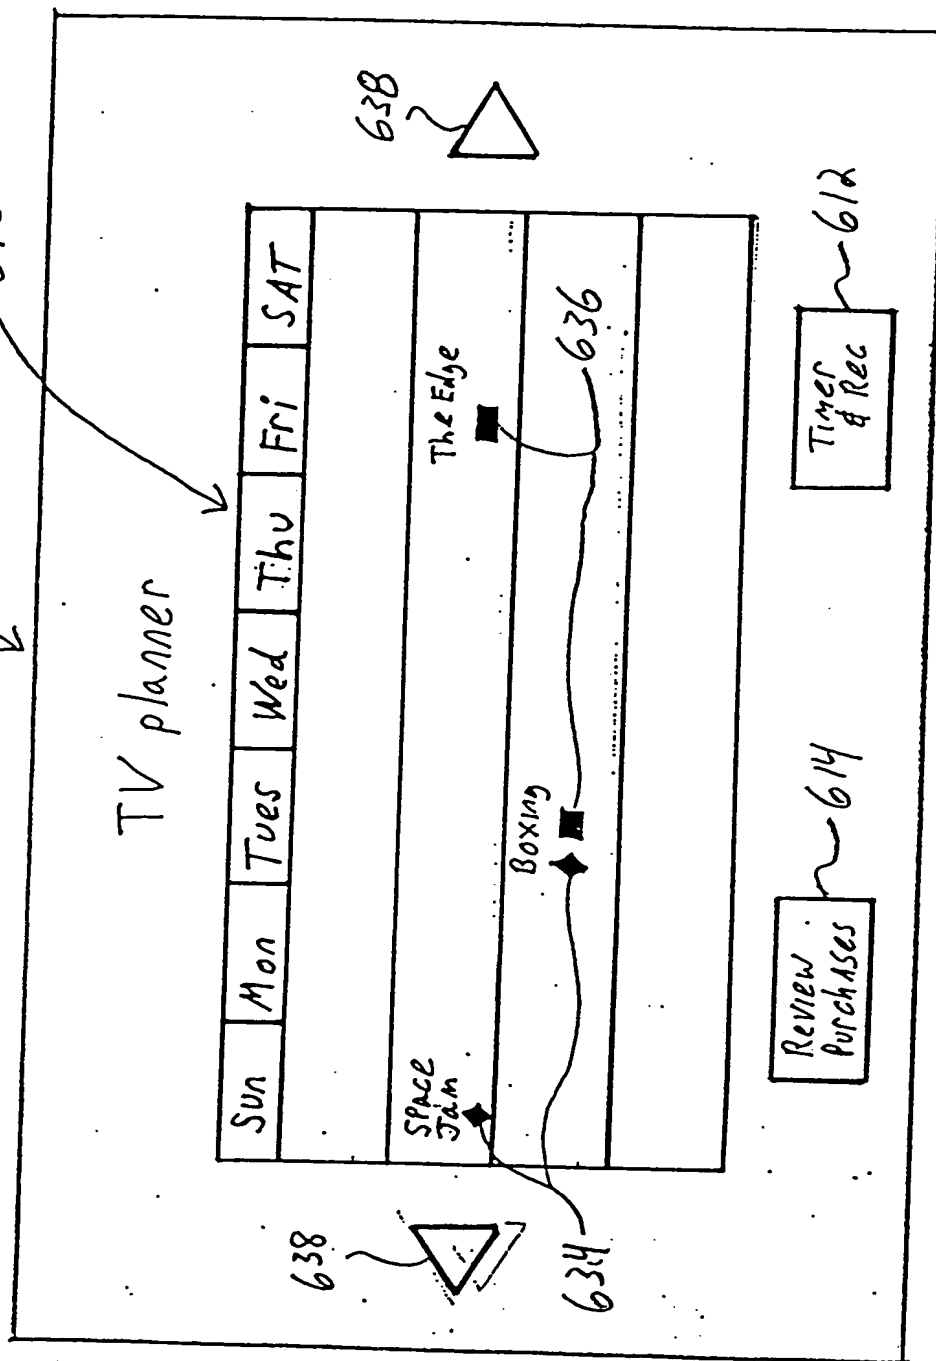 TV planner
Sun Mon Tues Wed Thu Fri SAT
638
638
Space
Jam
The Edge
Boxing
634
636
Review
Purchases
614
Timer
& Rec
612